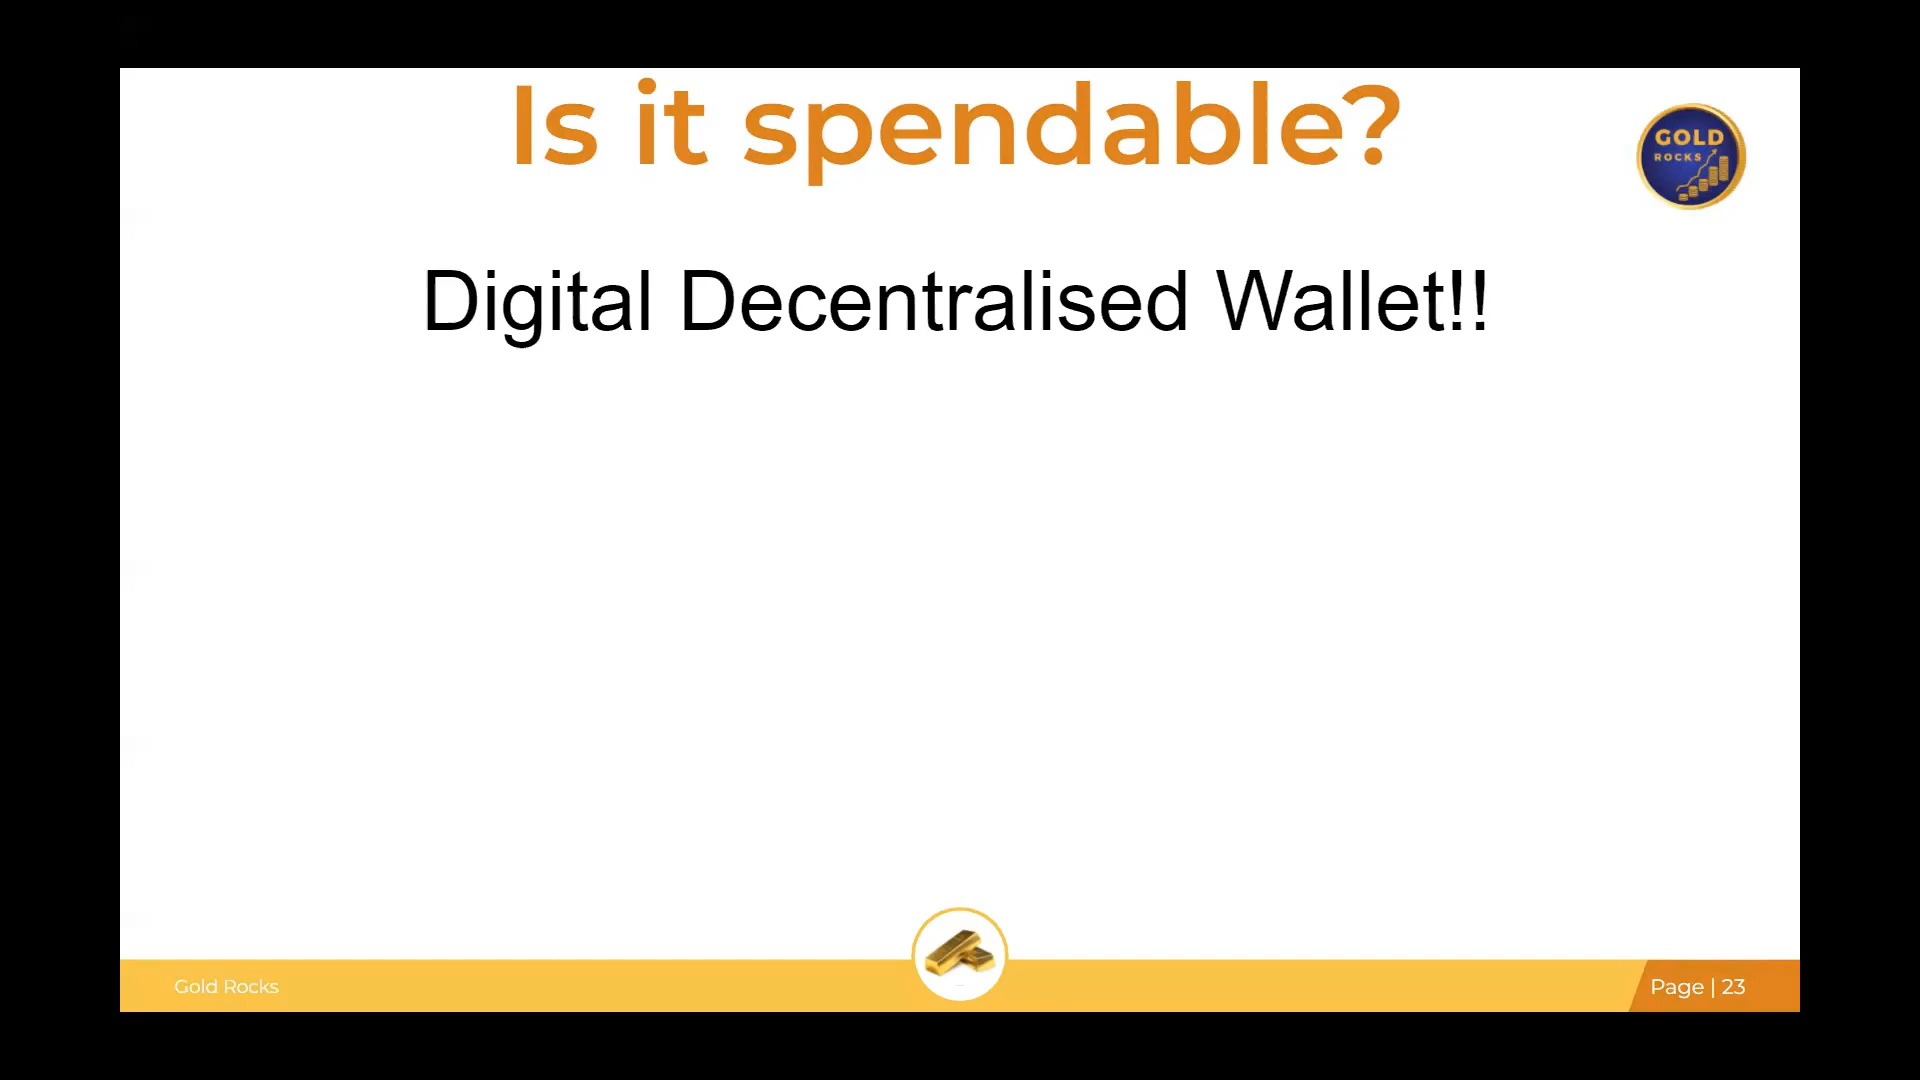 Is it spendable?
GOLD
ROCKS
Digital Decentralised Wallet!!
Gold Rocks
Page | 23